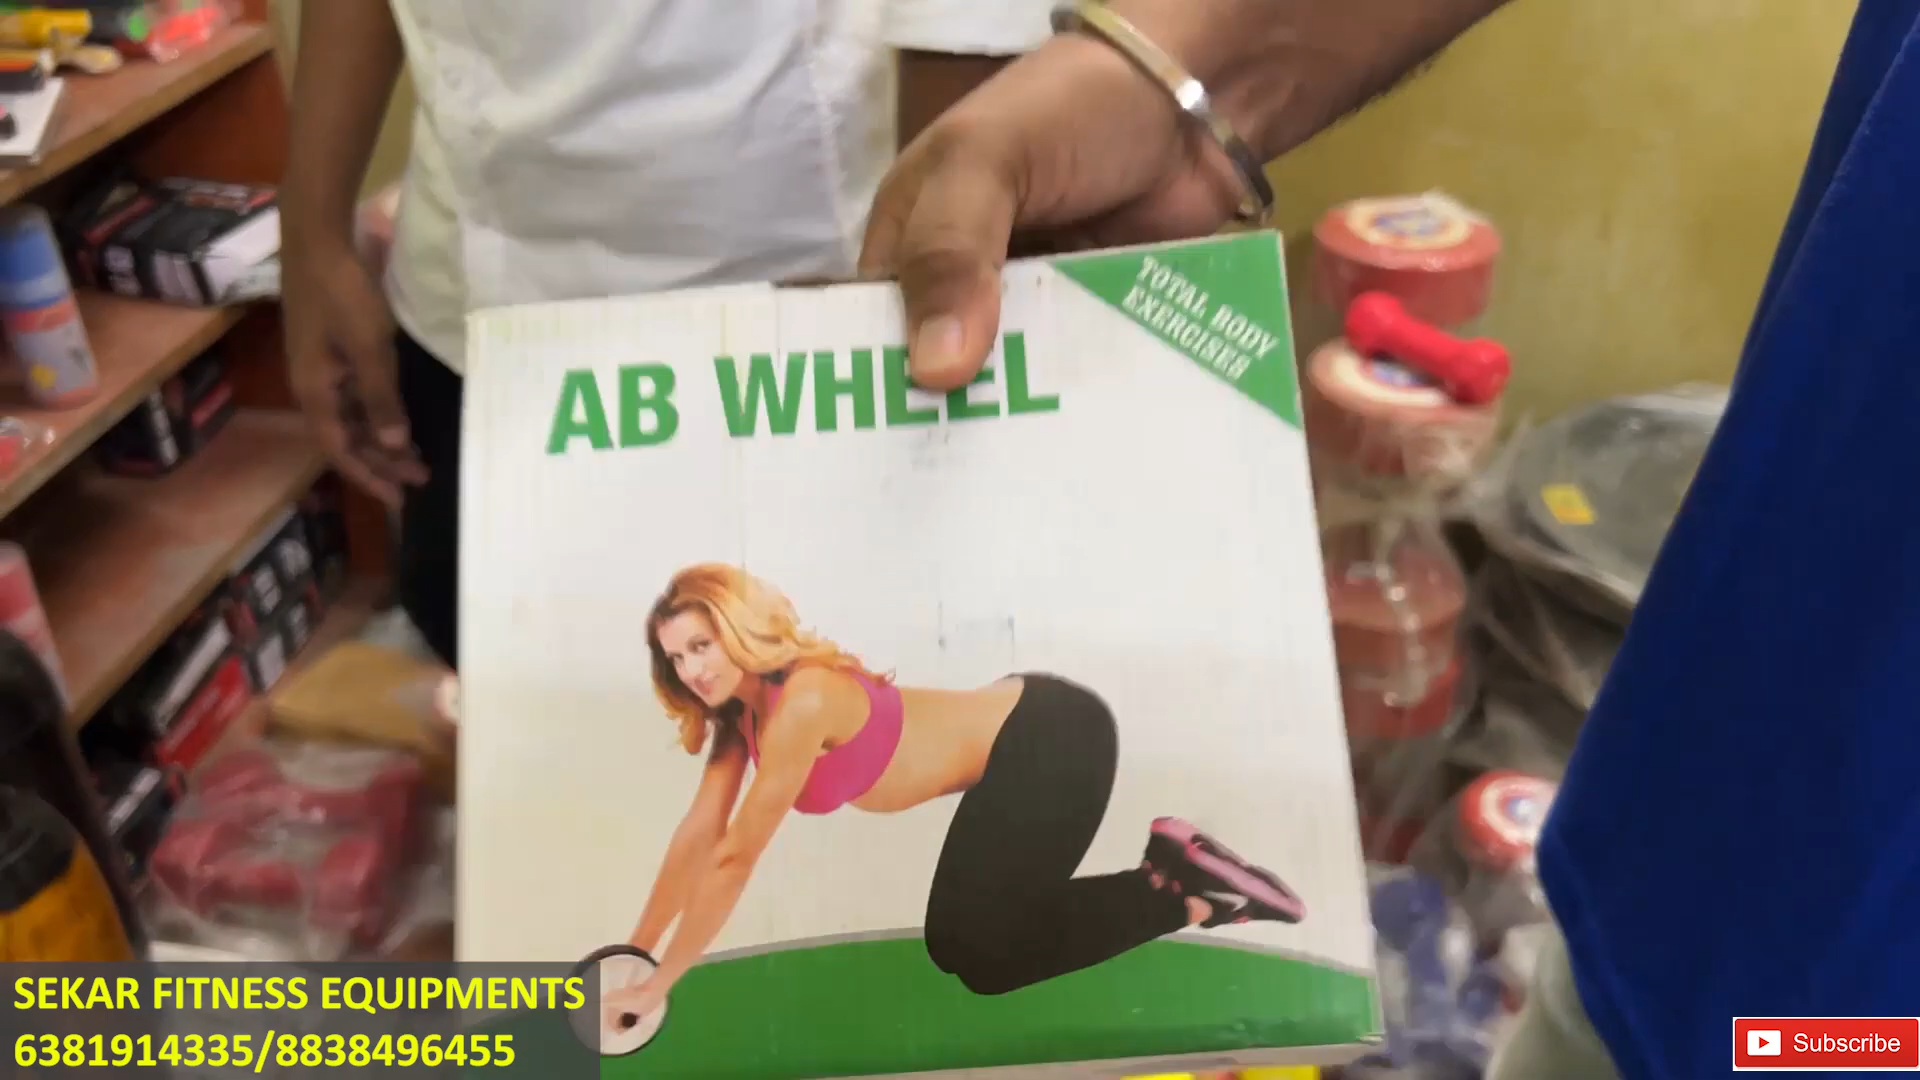 TOTAL BODY
EXERCISES
AB WHEEL
SEKAR FITNESS EQUIPMENTS
6381914335/8838496455
Subscribe